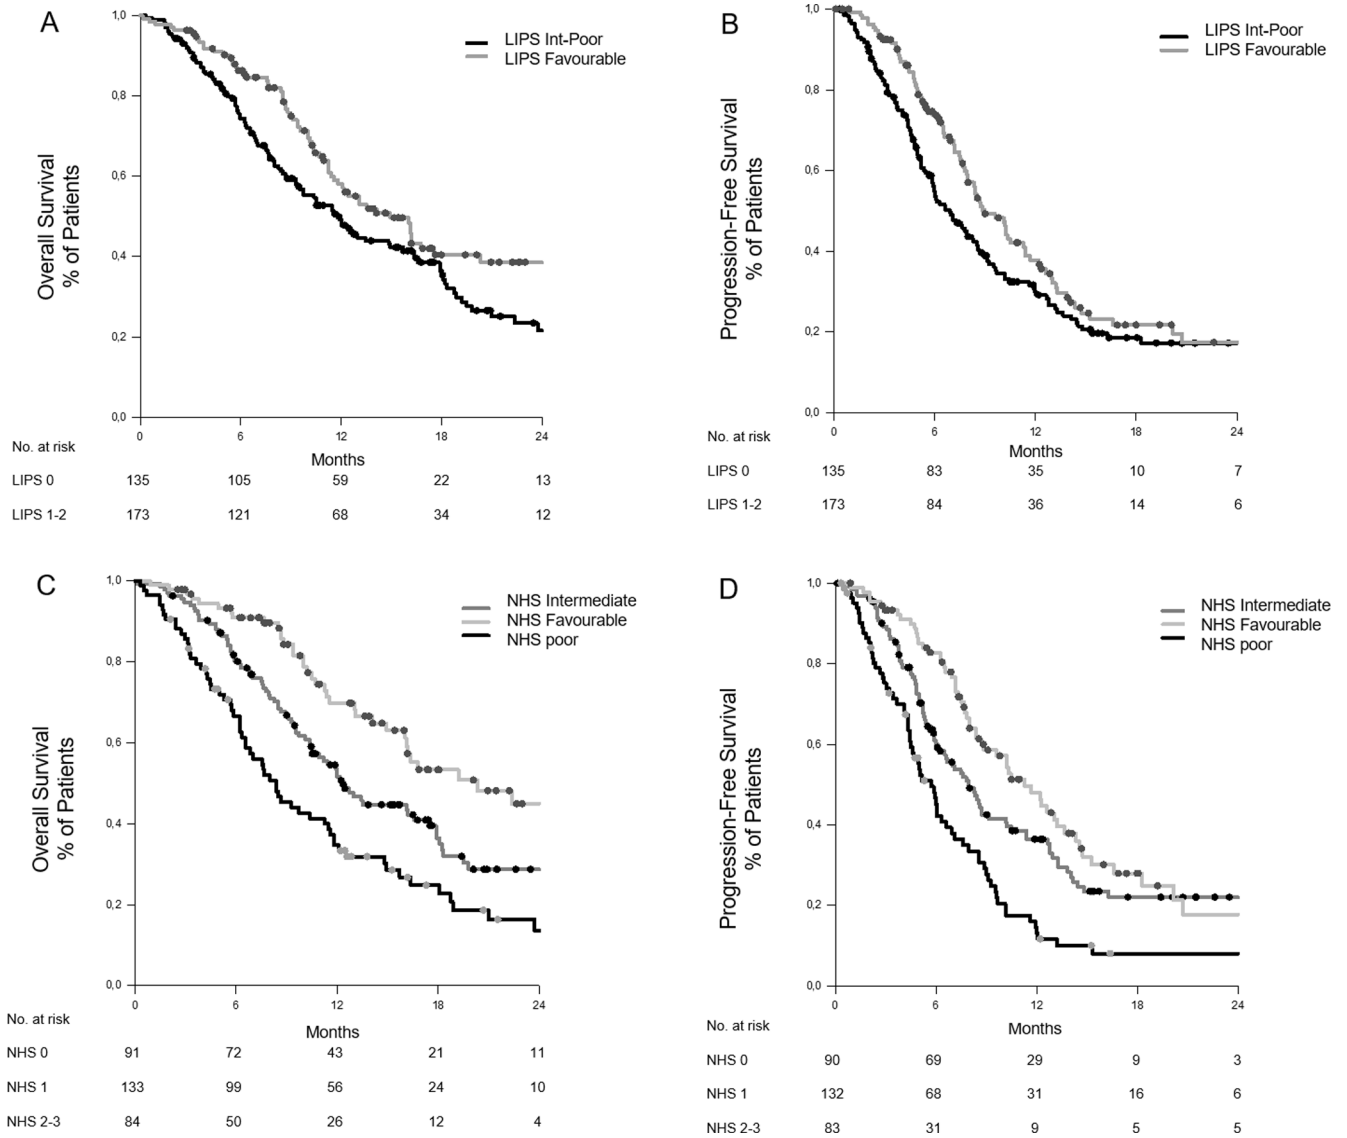 A
LIPS Int-Poor
LIPS Favourable
Overall Survival
% of Patients
1,0
0,8
0,6
0,4
0,2
0,0
0 6 12 18 24
Months
No. at risk
LIPS 0 135 105 59 22 13
LIPS 1-2 173 121 68 34 12
B
LIPS Int-Poor
LIPS Favourable
Progression-Free Survival
% of Patients
1,0
0,8
0,6
0,4
0,2
0,0
0 6 12 18 24
Months
No. at risk
LIPS 0 135 83 35 10 7
LIPS 1-2 173 84 36 14 6
C
NHS Intermediate
NHS Favourable
NHS poor
Overall Survival
% of Patients
1,0
0,8
0,6
0,4
0,2
0,0
0 6 12 18 24
Months
No. at risk
NHS 0 91 72 43 21 11
NHS 1 133 99 56 24 10
NHS 2-3 84 50 26 12 4
D
NHS Intermediate
NHS Favourable
NHS poor
Progression-Free Survival
% of Patients
1,0
0,8
0,6
0,4
0,2
0,0
0 6 12 18 24
Months
No. at risk
NHS 0 90 69 29 9 3
NHS 1 132 68 31 16 6
NHS 2-3 83 31 9 5 5